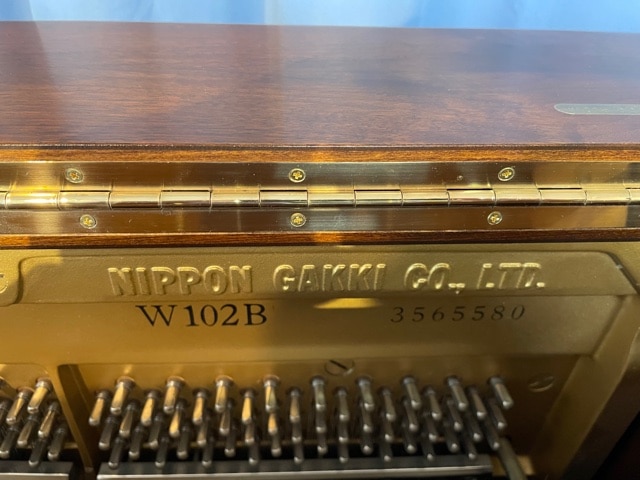 NIPPON GAKKI CO., LTD.
W102B 3565580